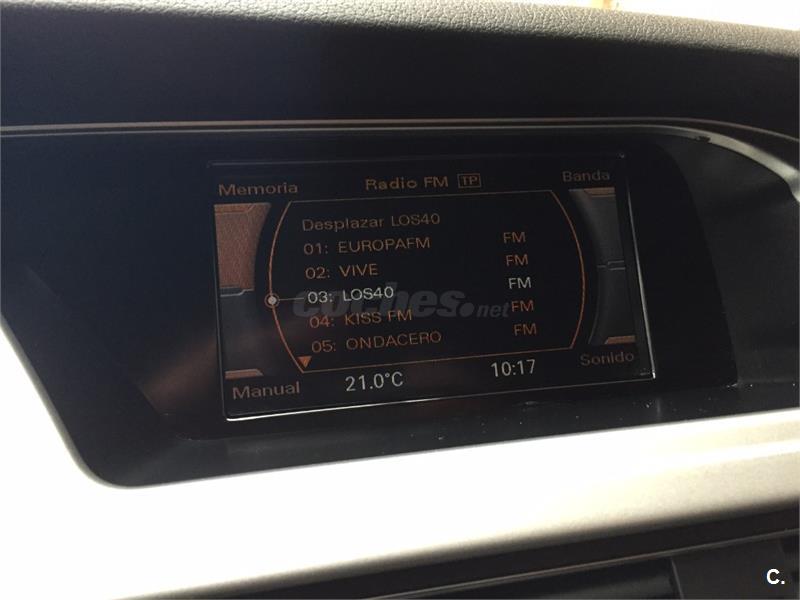 Memoria Radio FM TP Banda
Desplazar LOS40
01: EUROPAFM FM
02: VIVE FM
03: LOS40 FM
04: KISS FM FM
05: ONDACERO FM
Manual 21.0°C 10:17 Sonido
coches.net
C.